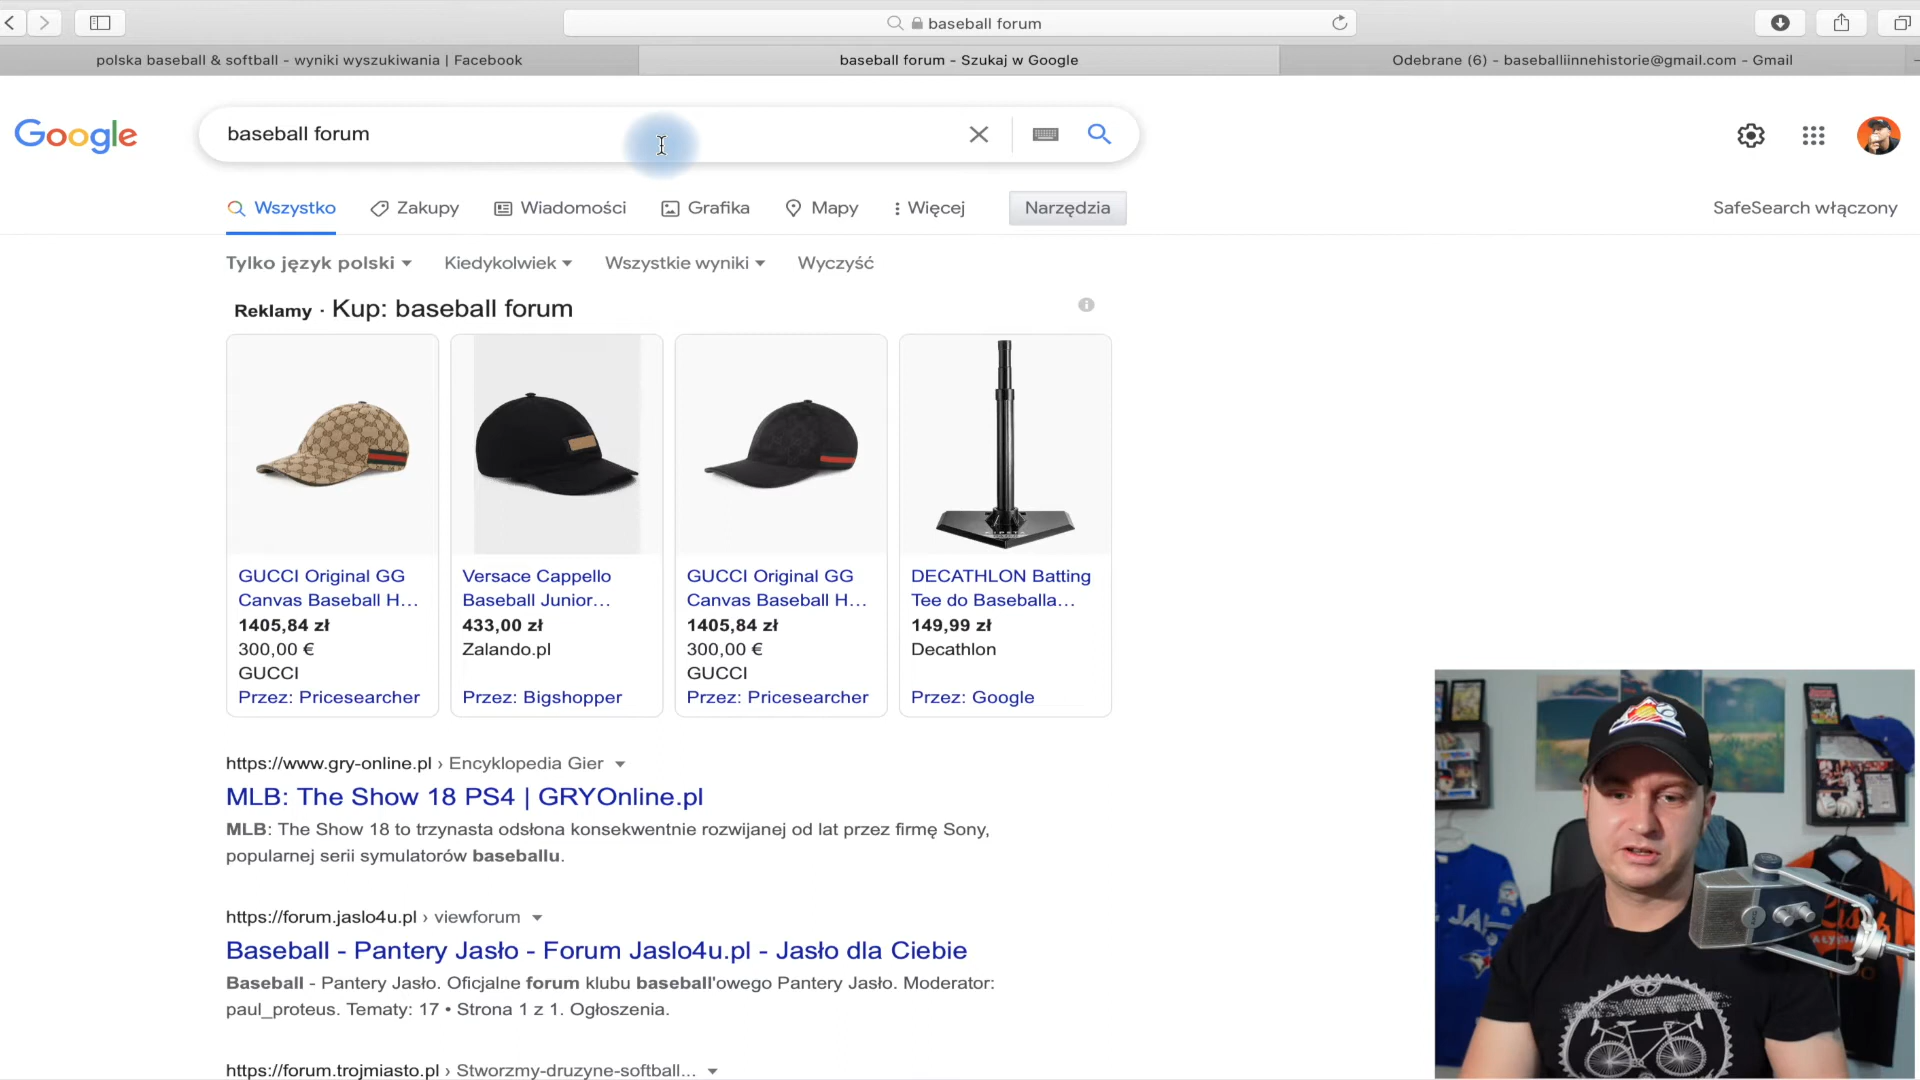 baseball forum
polska baseball & softball - wyniki wyszukiwania | Facebook
baseball forum - Szukaj w Google
Odebrane (6) - baseballiinnehistorie@gmail.com - Gmail
Google
baseball forum
Wszystko
Zakupy
Wiadomości
Grafika
Mapy
Więcej
Narzędzia
SafeSearch włączony
Tylko język polski
Kiedykolwiek
Wszystkie wyniki
Wyczyść
Reklamy · Kup: baseball forum
GUCCI Original GG
Canvas Baseball H...
1405,84 zł
300,00 €
GUCCI
Przez: Pricesearcher
Versace Cappello
Baseball Junior...
433,00 zł
Zalando.pl
Przez: Bigshopper
GUCCI Original GG
Canvas Baseball H...
1405,84 zł
300,00 €
GUCCI
Przez: Pricesearcher
DECATHLON Batting
Tee do Baseballa...
149,99 zł
Decathlon
Przez: Google
https://www.gry-online.pl › Encyklopedia Gier
MLB: The Show 18 PS4 | GRYOnline.pl
MLB: The Show 18 to trzynasta odsłona konsekwentnie rozwijanej od lat przez firmę Sony,
popularnej serii symulatorów baseballu.
https://forum.jaslo4u.pl › viewforum
Baseball - Pantery Jasło - Forum Jaslo4u.pl - Jasło dla Ciebie
Baseball - Pantery Jasło. Oficjalne forum klubu baseball'owego Pantery Jasło. Moderator:
paul_proteus. Tematy: 17 • Strona 1 z 1. Ogłoszenia.
https://forum.trojmiasto.pl › Stworzmy-druzyne-softball...